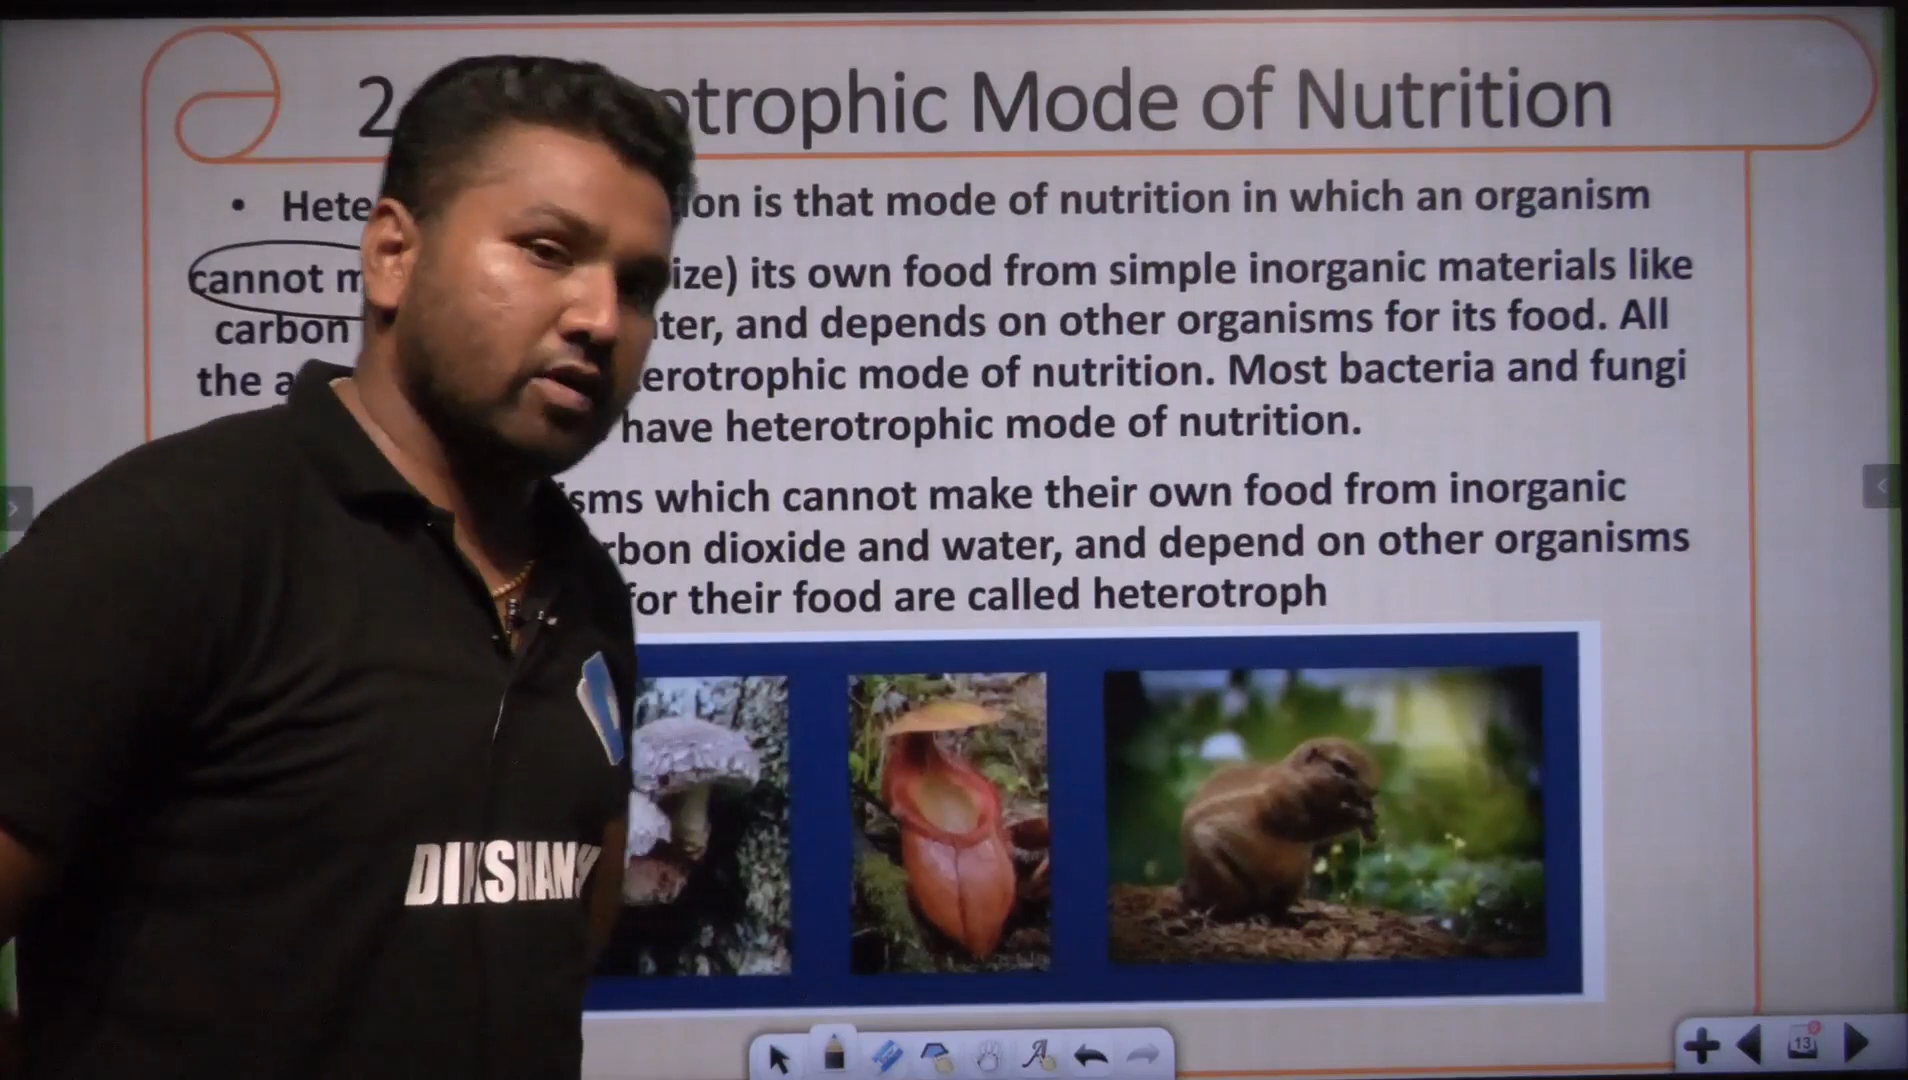 2 otrophic Mode of Nutrition
• Hete ion is that mode of nutrition in which an organism
cannot m ize) its own food from simple inorganic materials like
carbon ter, and depends on other organisms for its food. All
the a erotrophic mode of nutrition. Most bacteria and fungi
have heterotrophic mode of nutrition.
isms which cannot make their own food from inorganic
rbon dioxide and water, and depend on other organisms
for their food are called heterotroph
DIKSHANT
13